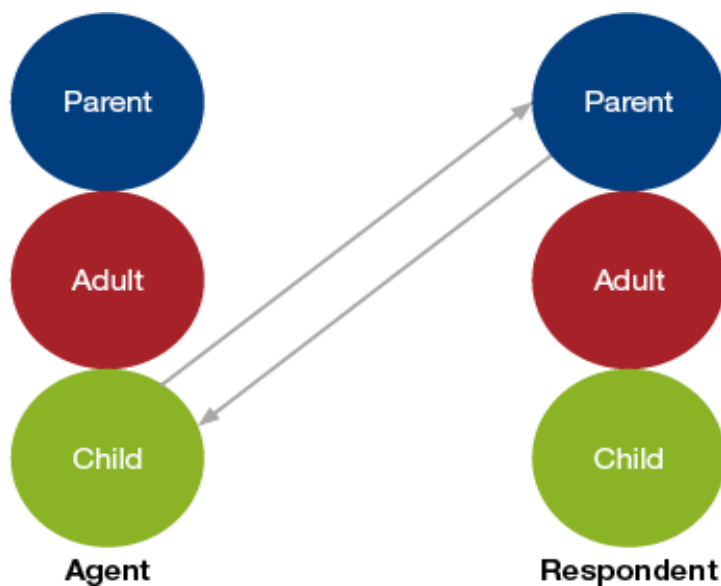 Parent
Parent
Adult
Adult
Child
Child
Agent
Respondent